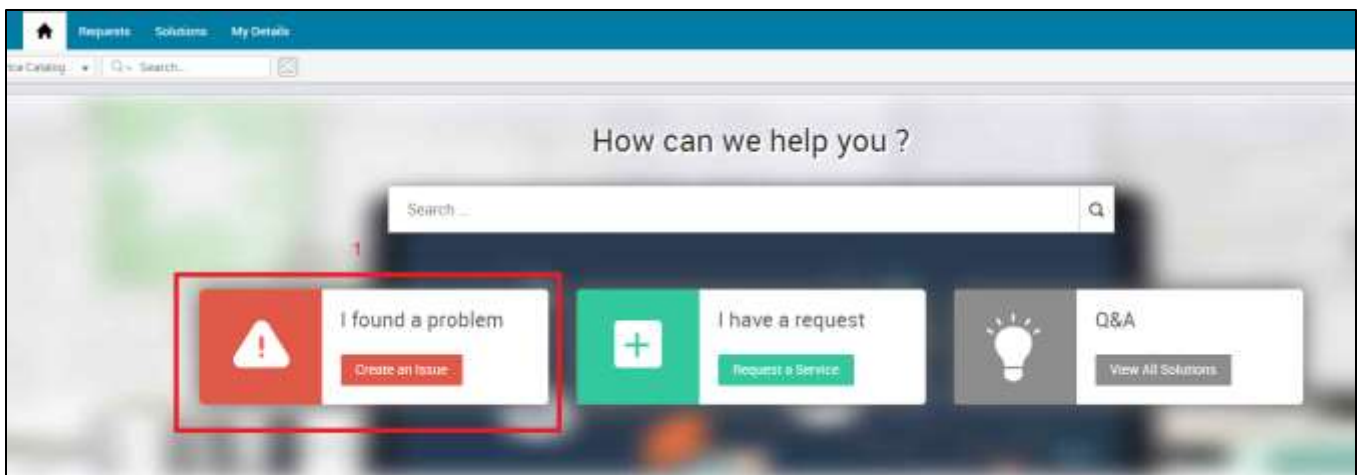 Requests Solutions My Details
Catalog Search...
How can we help you ?
Search ...
1
I found a problem I have a request Q&A
Create an Issue Request a Service View All Solutions